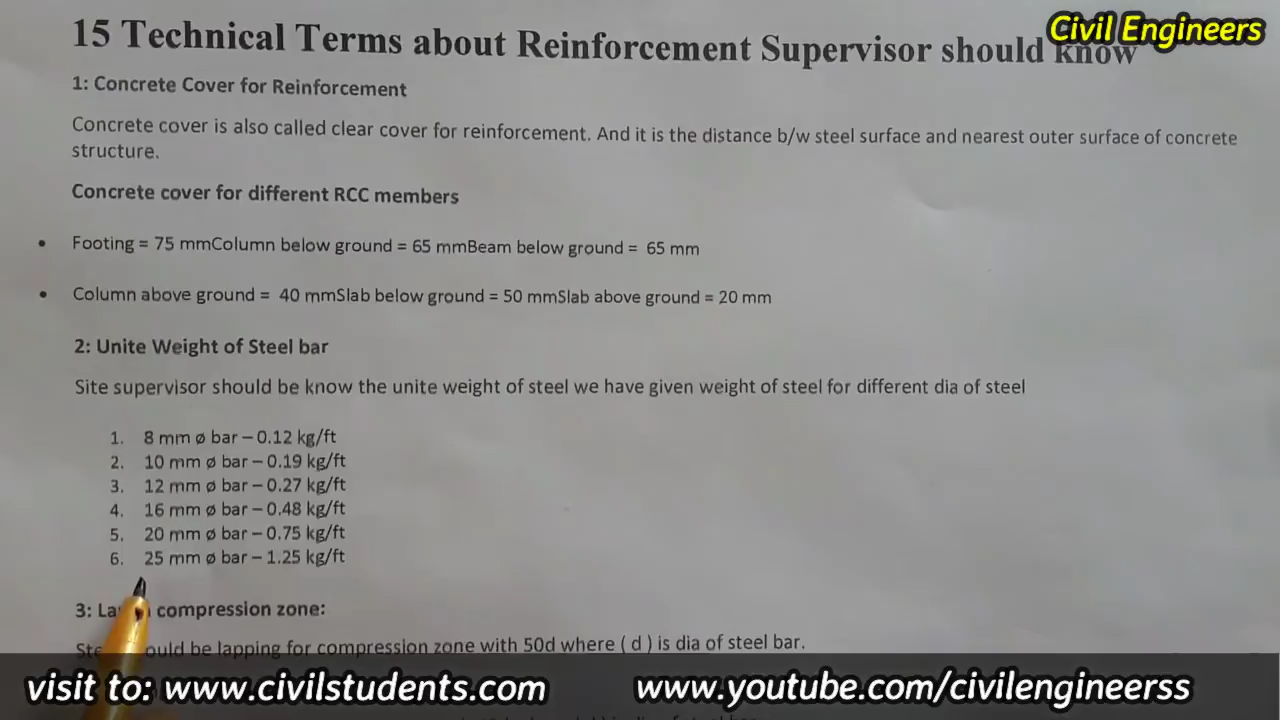 15 Technical Terms about Reinforcement Supervisor should know
Civil Engineers
1: Concrete Cover for Reinforcement
Concrete cover is also called clear cover for reinforcement. And it is the distance b/w steel surface and nearest outer surface of concrete
structure.
Concrete cover for different RCC members
• Footing = 75 mmColumn below ground = 65 mmBeam below ground = 65 mm
• Column above ground = 40 mmSlab below ground = 50 mmSlab above ground = 20 mm
2: Unite Weight of Steel bar
Site supervisor should be know the unite weight of steel we have given weight of steel for different dia of steel
1. 8 mm ø bar – 0.12 kg/ft
2. 10 mm ø bar – 0.19 kg/ft
3. 12 mm ø bar – 0.27 kg/ft
4. 16 mm ø bar – 0.48 kg/ft
5. 20 mm ø bar – 0.75 kg/ft
6. 25 mm ø bar – 1.25 kg/ft
3: compression zone:
be lapping for compression zone with 50d where ( d ) is dia of steel bar.
visit to: www.civilstudents.com www.youtube.com/civilengineerss